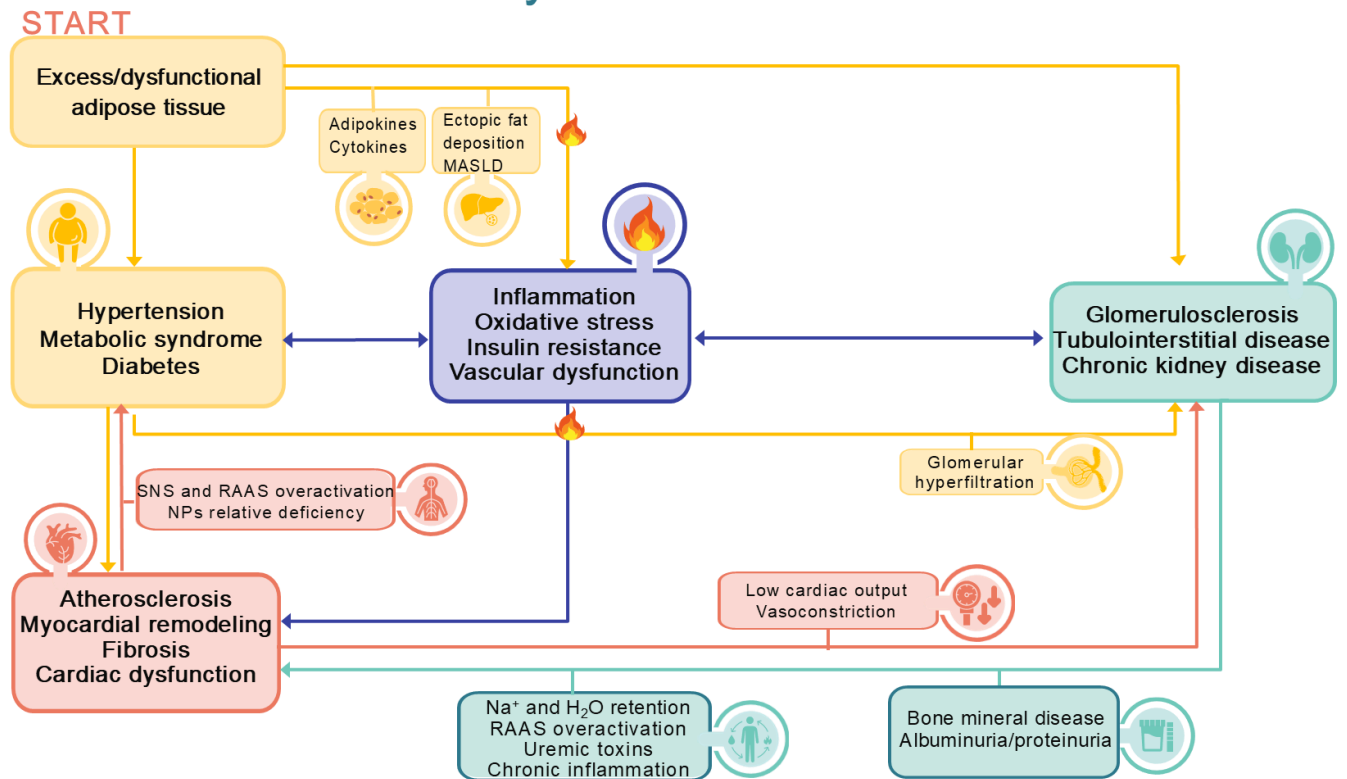 START
Excess/dysfunctional
adipose tissue
Adipokines
Cytokines
Ectopic fat
deposition
MASLD
Hypertension
Metabolic syndrome
Diabetes
Inflammation
Oxidative stress
Insulin resistance
Vascular dysfunction
Glomerulosclerosis
Tubulointerstitial disease
Chronic kidney disease
Glomerular
hyperfiltration
SNS and RAAS overactivation
NPs relative deficiency
Atherosclerosis
Myocardial remodeling
Fibrosis
Cardiac dysfunction
Low cardiac output
Vasoconstriction
Na⁺ and H₂O retention
RAAS overactivation
Uremic toxins
Chronic inflammation
Bone mineral disease
Albuminuria/proteinuria